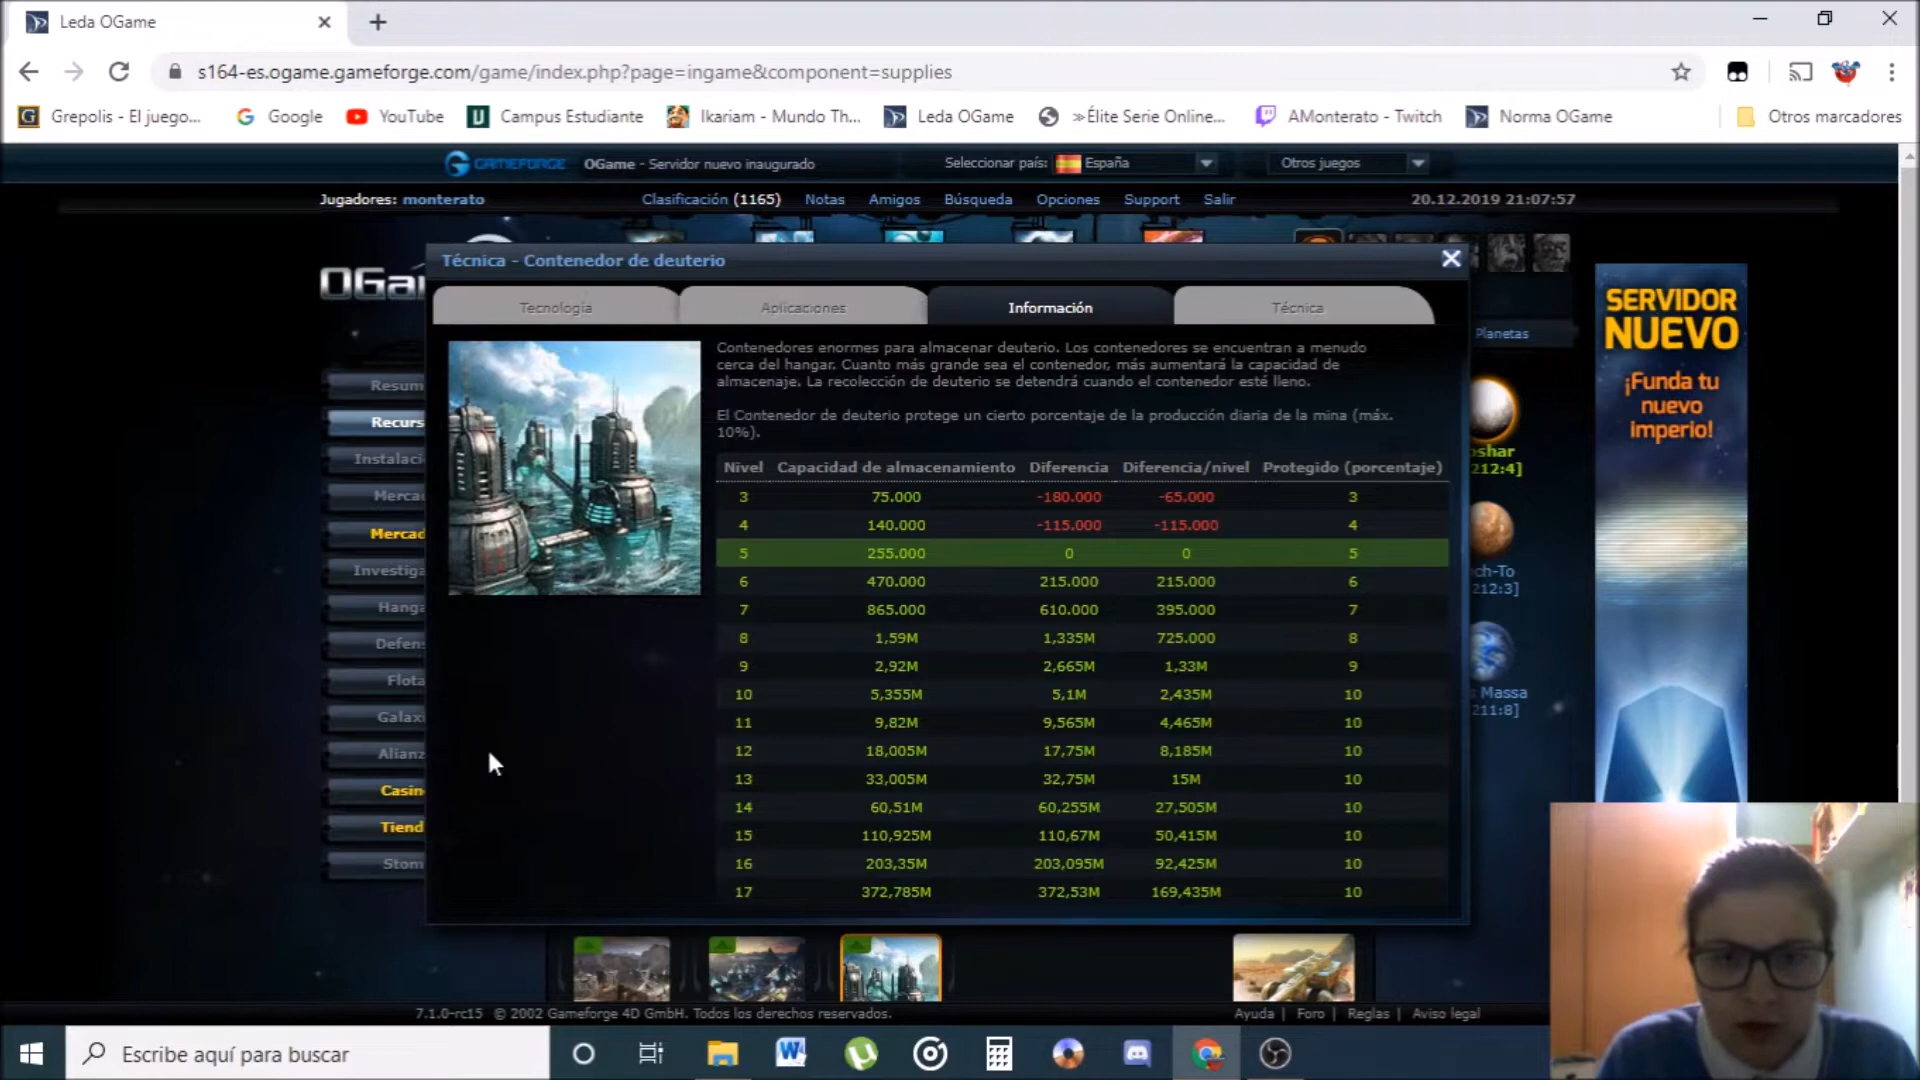 Leda OGame
s164-es.ogame.gameforge.com/game/index.php?page=ingame&component=supplies
Grepolis - El juego... Google YouTube Campus Estudiante Ikariam - Mundo Th... Leda OGame »Élite Serie Online... AMonterato - Twitch Norma OGame Otros marcadores
GAMEFORGE OGame - Servidor nuevo inaugurado Seleccionar país: España Otros juegos
Jugadores: monterato Clasificación (1165) Notas Amigos Búsqueda Opciones Support Salir 20.12.2019 21:07:57
OGa
Técnica - Contenedor de deuterio
Tecnología Aplicaciones Información Técnica
Contenedores enormes para almacenar deuterio. Los contenedores se encuentran a menudo
cerca del hangar. Cuanto más grande sea el contenedor, más aumentará la capacidad de
almacenaje. La recolección de deuterio se detendrá cuando el contenedor esté lleno.
El Contenedor de deuterio protege un cierto porcentaje de la producción diaria de la mina (máx.
10%).
Nivel Capacidad de almacenamiento Diferencia Diferencia/nivel Protegido (porcentaje)
3 75.000 -180.000 -65.000 3
4 140.000 -115.000 -115.000 4
5 255.000 0 0 5
6 470.000 215.000 215.000 6
7 865.000 610.000 395.000 7
8 1,59M 1,335M 725.000 8
9 2,92M 2,665M 1,33M 9
10 5,355M 5,1M 2,435M 10
11 9,82M 9,565M 4,465M 10
12 18,005M 17,75M 8,185M 10
13 33,005M 32,75M 15M 10
14 60,51M 60,255M 27,505M 10
15 110,925M 110,67M 50,415M 10
16 203,35M 203,095M 92,425M 10
17 372,785M 372,53M 169,435M 10
Resum
Recurs
Instalaci
Merca
Mercad
Investiga
Hanga
Defen
Flota
Galaxi
Alianz
Casin
Tiend
Stom
Planetas
oshar
212:4]
ch-To
212:3]
Massa
211:8]
SERVIDOR
NUEVO
¡Funda tu
nuevo
imperio!
7.1.0-rc15 © 2002 Gameforge 4D GmbH. Todos los derechos reservados. Ayuda | Foro | Reglas | Aviso legal
Escribe aquí para buscar